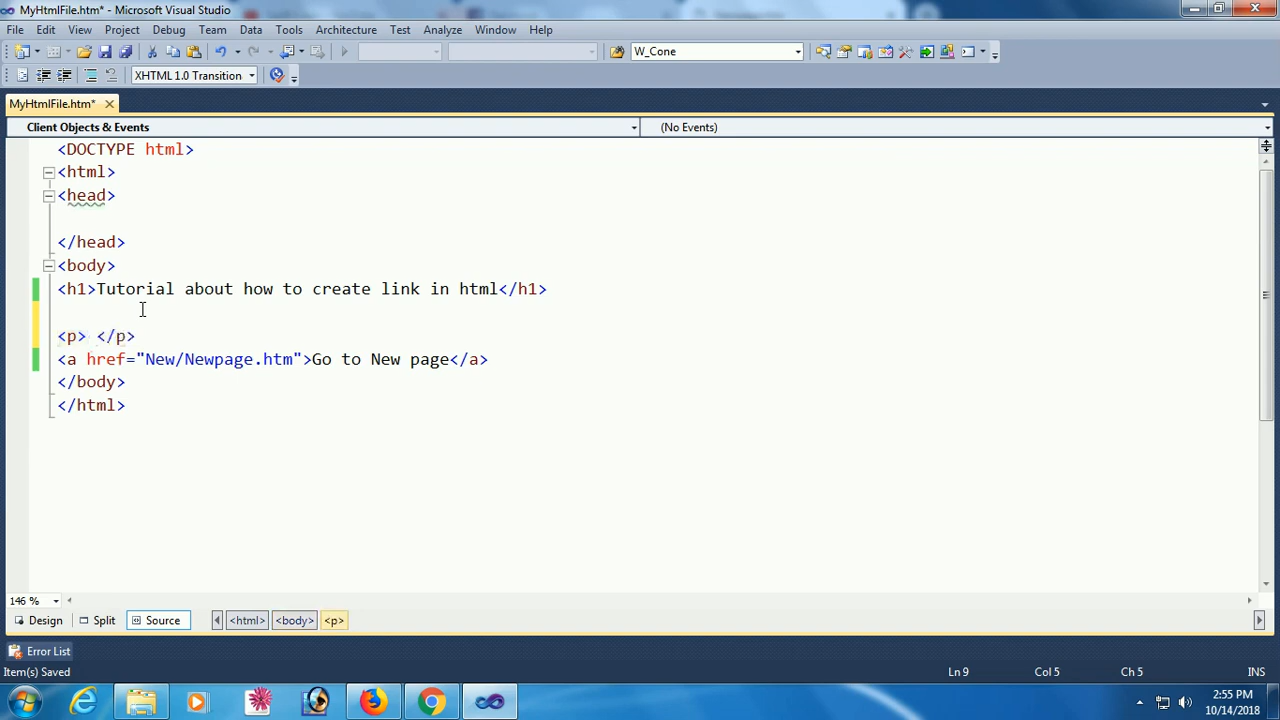 MyHtmlFile.htm* - Microsoft Visual Studio
File Edit View Project Debug Team Data Tools Architecture Test Analyze Window Help
W_Cone
XHTML 1.0 Transition
MyHtmlFile.htm*
Client Objects & Events (No Events)
<DOCTYPE html>
<html>
<head>
</head>
<body>
<h1>Tutorial about how to create link in html</h1>
<p> </p>
<a href="New/Newpage.htm">Go to New page</a>
</body>
</html>
146 %
Design Split Source <html> <body> <p>
Error List
Item(s) Saved Ln 9 Col 5 Ch 5 INS
2:55 PM
10/14/2018